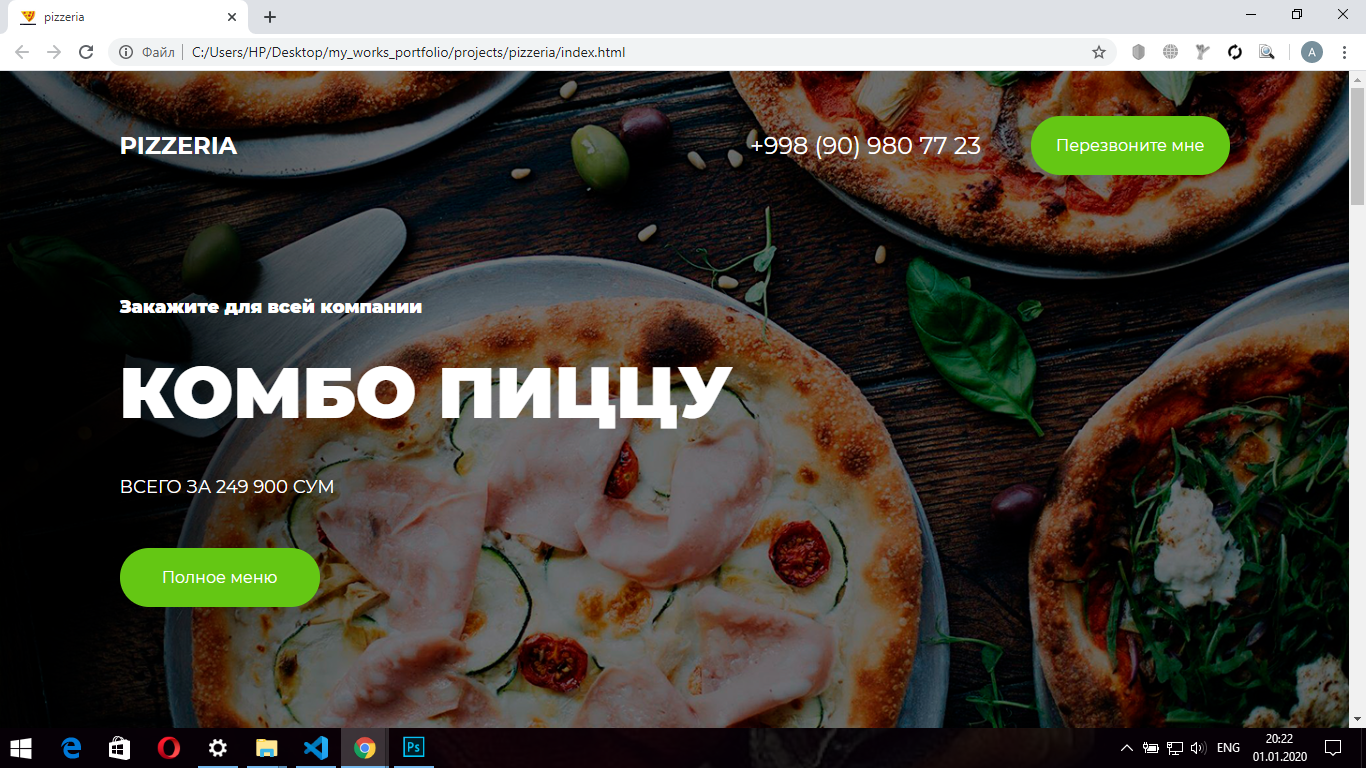 pizzeria
Файл
C:/Users/HP/Desktop/my_works_portfolio/projects/pizzeria/index.html
A
PIZZERIA
+998 (90) 980 77 23
Перезвоните мне
Закажите для всей компании
КОМБО ПИЦЦУ
ВСЕГО ЗА 249 900 СУМ
Полное меню
Ps
ENG
20:22
01.01.2020